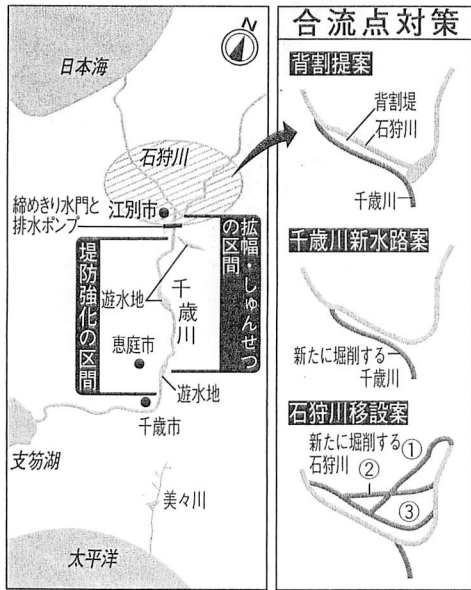 N
日本海
石狩川
締めきり水門と
排水ポンプ
江別市
拡幅・しゅんせつ
の区間
堤防強化の区間
遊水地
千歳川
恵庭市
遊水地
千歳市
支笏湖
美々川
太平洋
合流点対策
背割提案
背割堤
石狩川
千歳川
千歳川新水路案
新たに堀削する
千歳川
石狩川移設案
新たに堀削する
石狩川
①
②
③